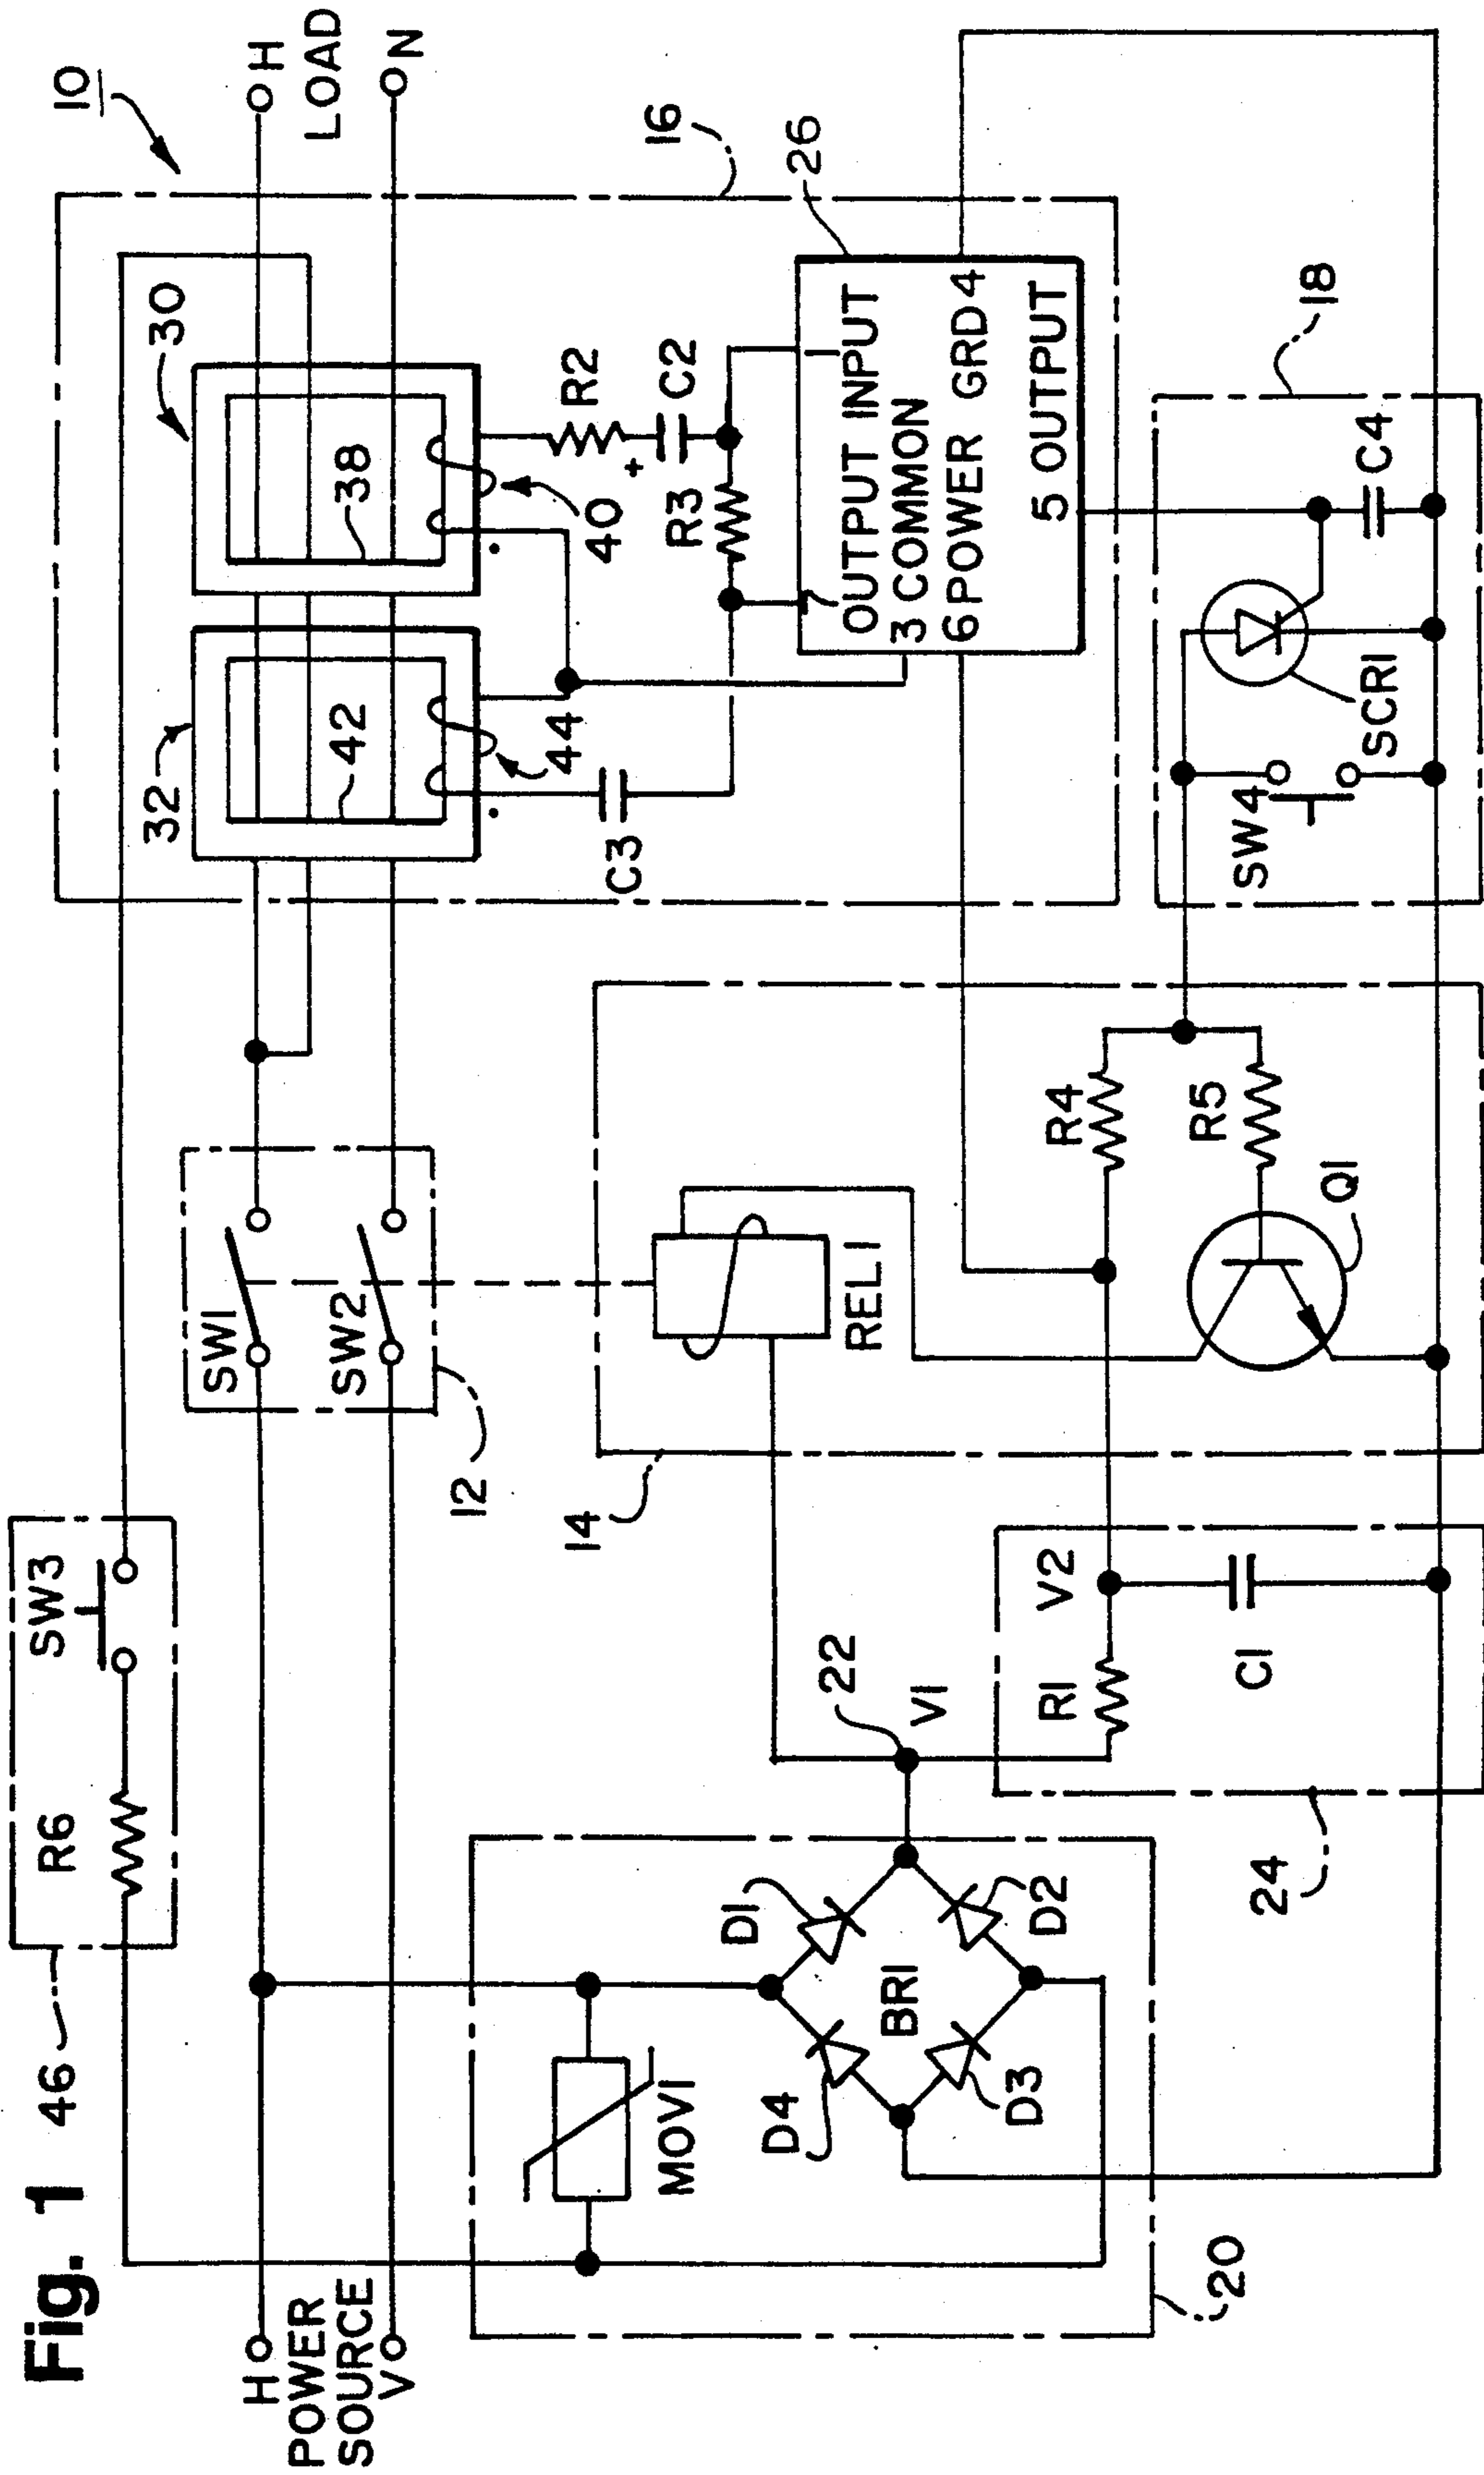 Fig. 1
46
R6
SW3
10
H
POWER
SOURCE
V
SW1
SW2
12
32
42
44
30
38
40
H
LOAD
N
16
C3
R2
+
C2
R3
26
1
OUTPUT INPUT
3 COMMON
6 POWER GRD 4
5 OUTPUT
MOV1
20
D1
D2
D3
D4
BR1
22
V1
V2
R1
C1
24
14
REL1
R4
R5
Q1
SW4
SCR1
C4
18